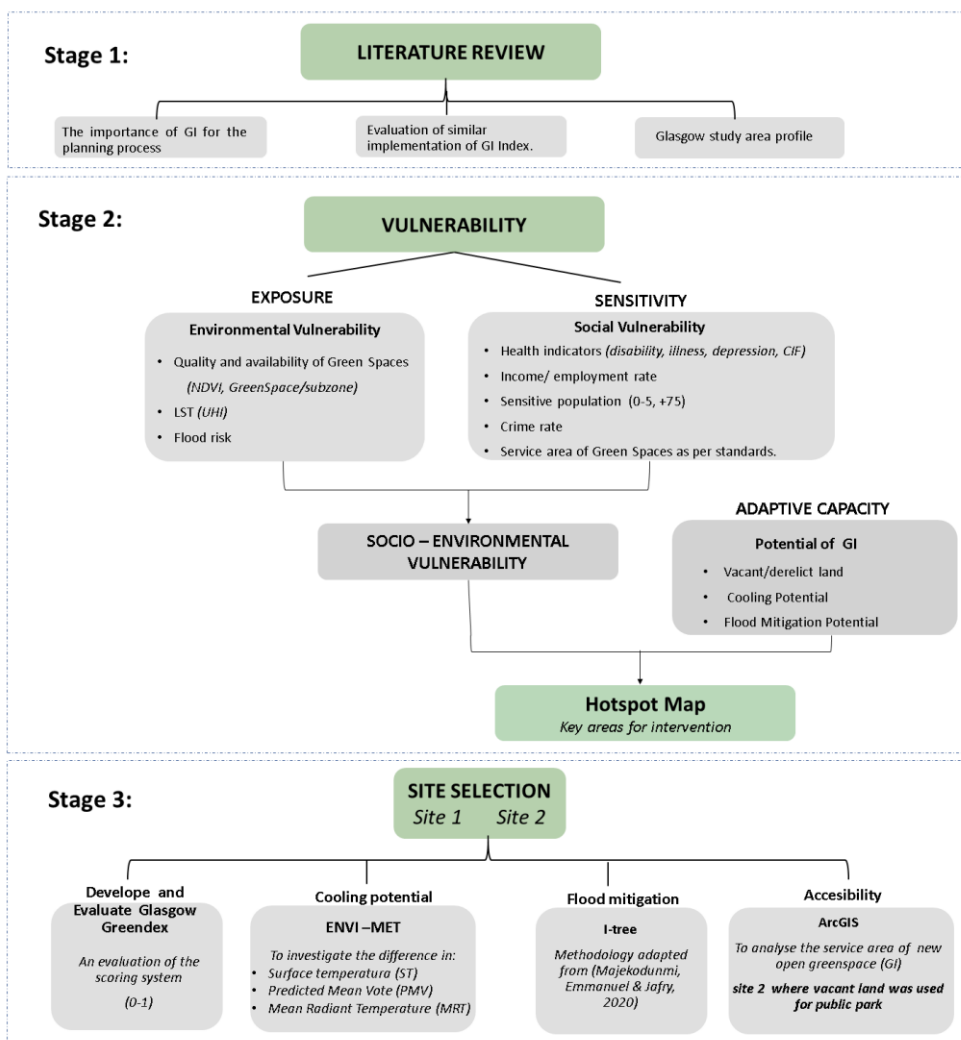 Stage 1:
LITERATURE REVIEW
The importance of GI for the
planning process
Evaluation of similar
implementation of GI Index.
Glasgow study area profile
Stage 2:
VULNERABILITY
EXPOSURE
Environmental Vulnerability
• Quality and availability of Green Spaces
(NDVI, GreenSpace/subzone)
• LST (UHI)
• Flood risk
SENSITIVITY
Social Vulnerability
• Health indicators (disability, illness, depression, CIF)
• Income/ employment rate
• Sensitive population (0-5, +75)
• Crime rate
• Service area of Green Spaces as per standards.
SOCIO – ENVIRONMENTAL
VULNERABILITY
ADAPTIVE CAPACITY
Potential of GI
• Vacant/derelict land
• Cooling Potential
• Flood Mitigation Potential
Hotspot Map
Key areas for intervention
Stage 3:
SITE SELECTION
Site 1 Site 2
Develope and
Evaluate Glasgow
Greendex
An evaluation of the
scoring system
(0-1)
Cooling potential
ENVI –MET
To investigate the difference in:
• Surface temperatura (ST)
• Predicted Mean Vote (PMV)
• Mean Radiant Temperature (MRT)
Flood mitigation
I-tree
Methodology adapted
from (Majekodunmi,
Emmanuel & Jafry,
2020)
Accesibility
ArcGIS
To analyse the service area of new
open greenspace (GI)
site 2 where vacant land was used
for public park